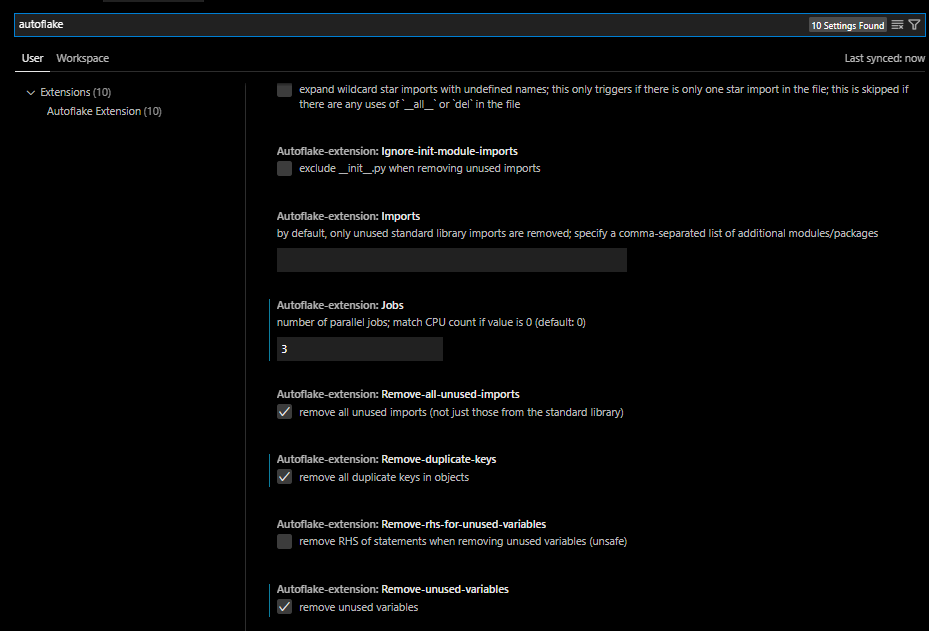 autoflake
10 Settings Found
User Workspace
Last synced: now
Extensions (10)
Autoflake Extension (10)
expand wildcard star imports with undefined names; this only triggers if there is only one star import in the file; this is skipped if
there are any uses of `__all__` or `del` in the file
Autoflake-extension: Ignore-init-module-imports
exclude __init__.py when removing unused imports
Autoflake-extension: Imports
by default, only unused standard library imports are removed; specify a comma-separated list of additional modules/packages
Autoflake-extension: Jobs
number of parallel jobs; match CPU count if value is 0 (default: 0)
3
Autoflake-extension: Remove-all-unused-imports
remove all unused imports (not just those from the standard library)
Autoflake-extension: Remove-duplicate-keys
remove all duplicate keys in objects
Autoflake-extension: Remove-rhs-for-unused-variables
remove RHS of statements when removing unused variables (unsafe)
Autoflake-extension: Remove-unused-variables
remove unused variables